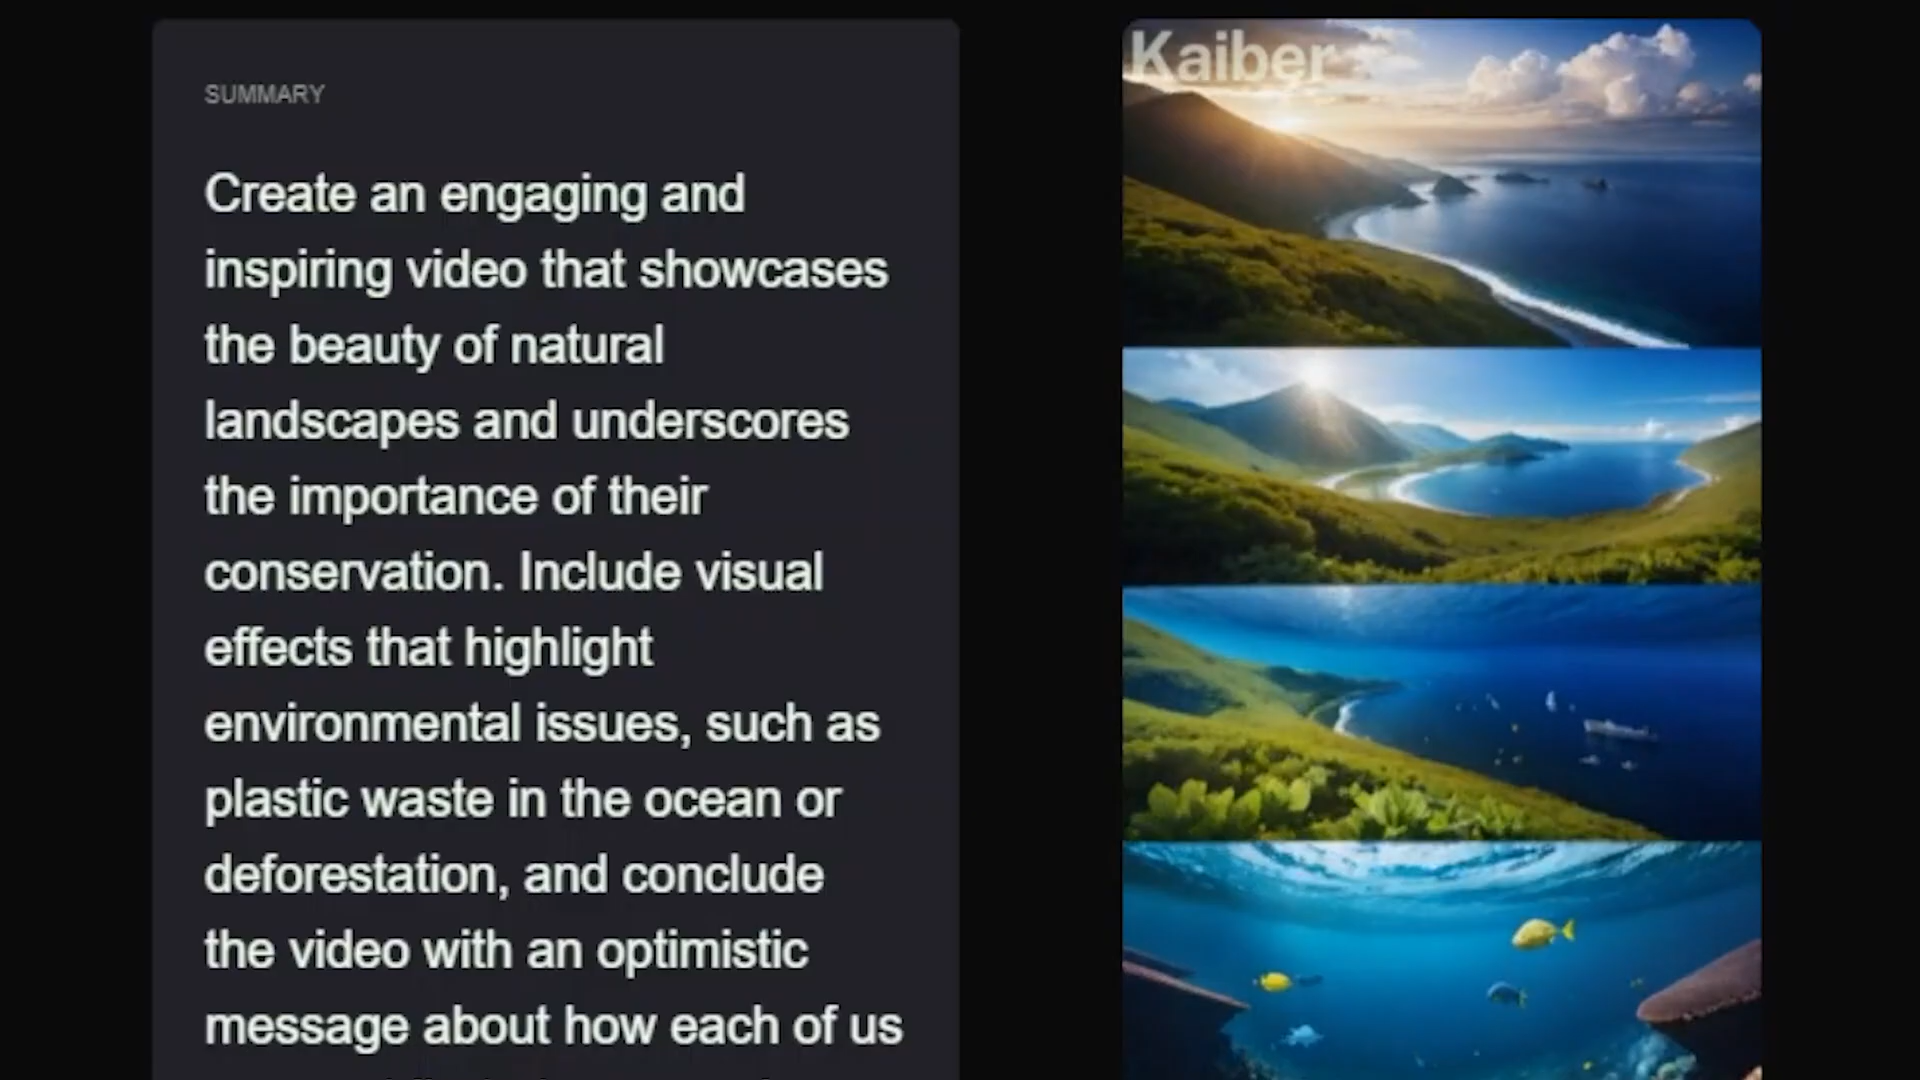 SUMMARY
Create an engaging and
inspiring video that showcases
the beauty of natural
landscapes and underscores
the importance of their
conservation. Include visual
effects that highlight
environmental issues, such as
plastic waste in the ocean or
deforestation, and conclude
the video with an optimistic
message about how each of us
Kaiber